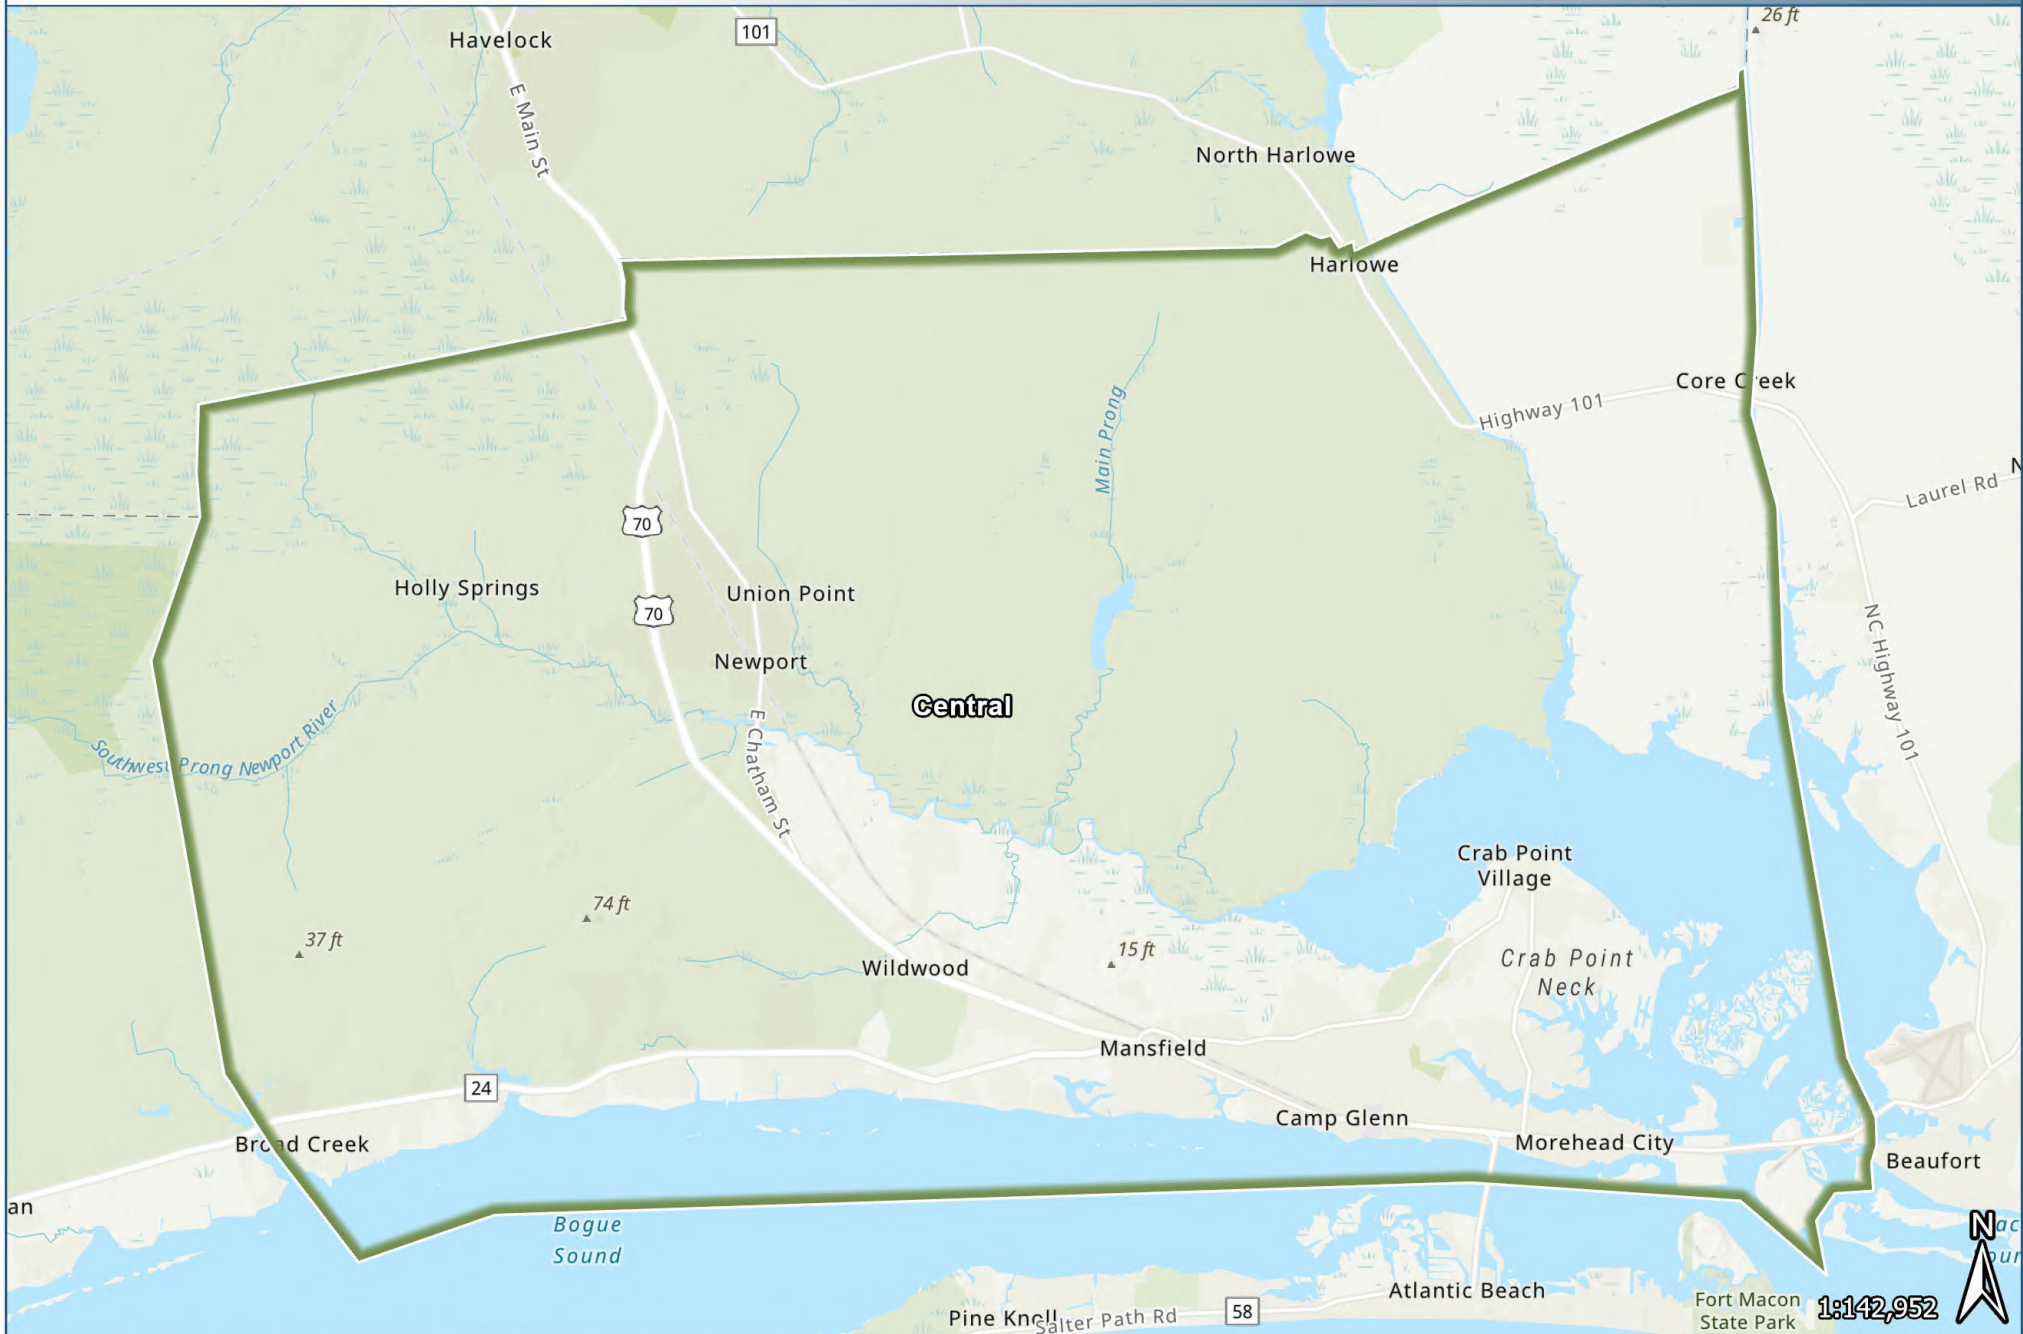 26 ft
Havelock
101
E Main St
North Harlowe
Harlowe
Main Prong
Core Creek
Highway 101
Laurel Rd
N
70
Holly Springs
Union Point
70
NC Highway 101
Newport
Central
Southwest Prong Newport River
E Chatham St
Crab Point
Village
74 ft
37 ft
15 ft
Wildwood
Crab Point
Neck
Mansfield
24
Camp Glenn
Broad Creek
Morehead City
Beaufort
an
Bogue
Sound
N
ac
our
Atlantic Beach
Fort Macon
State Park
1:142,952
Pine Knoll
Salter Path Rd
58